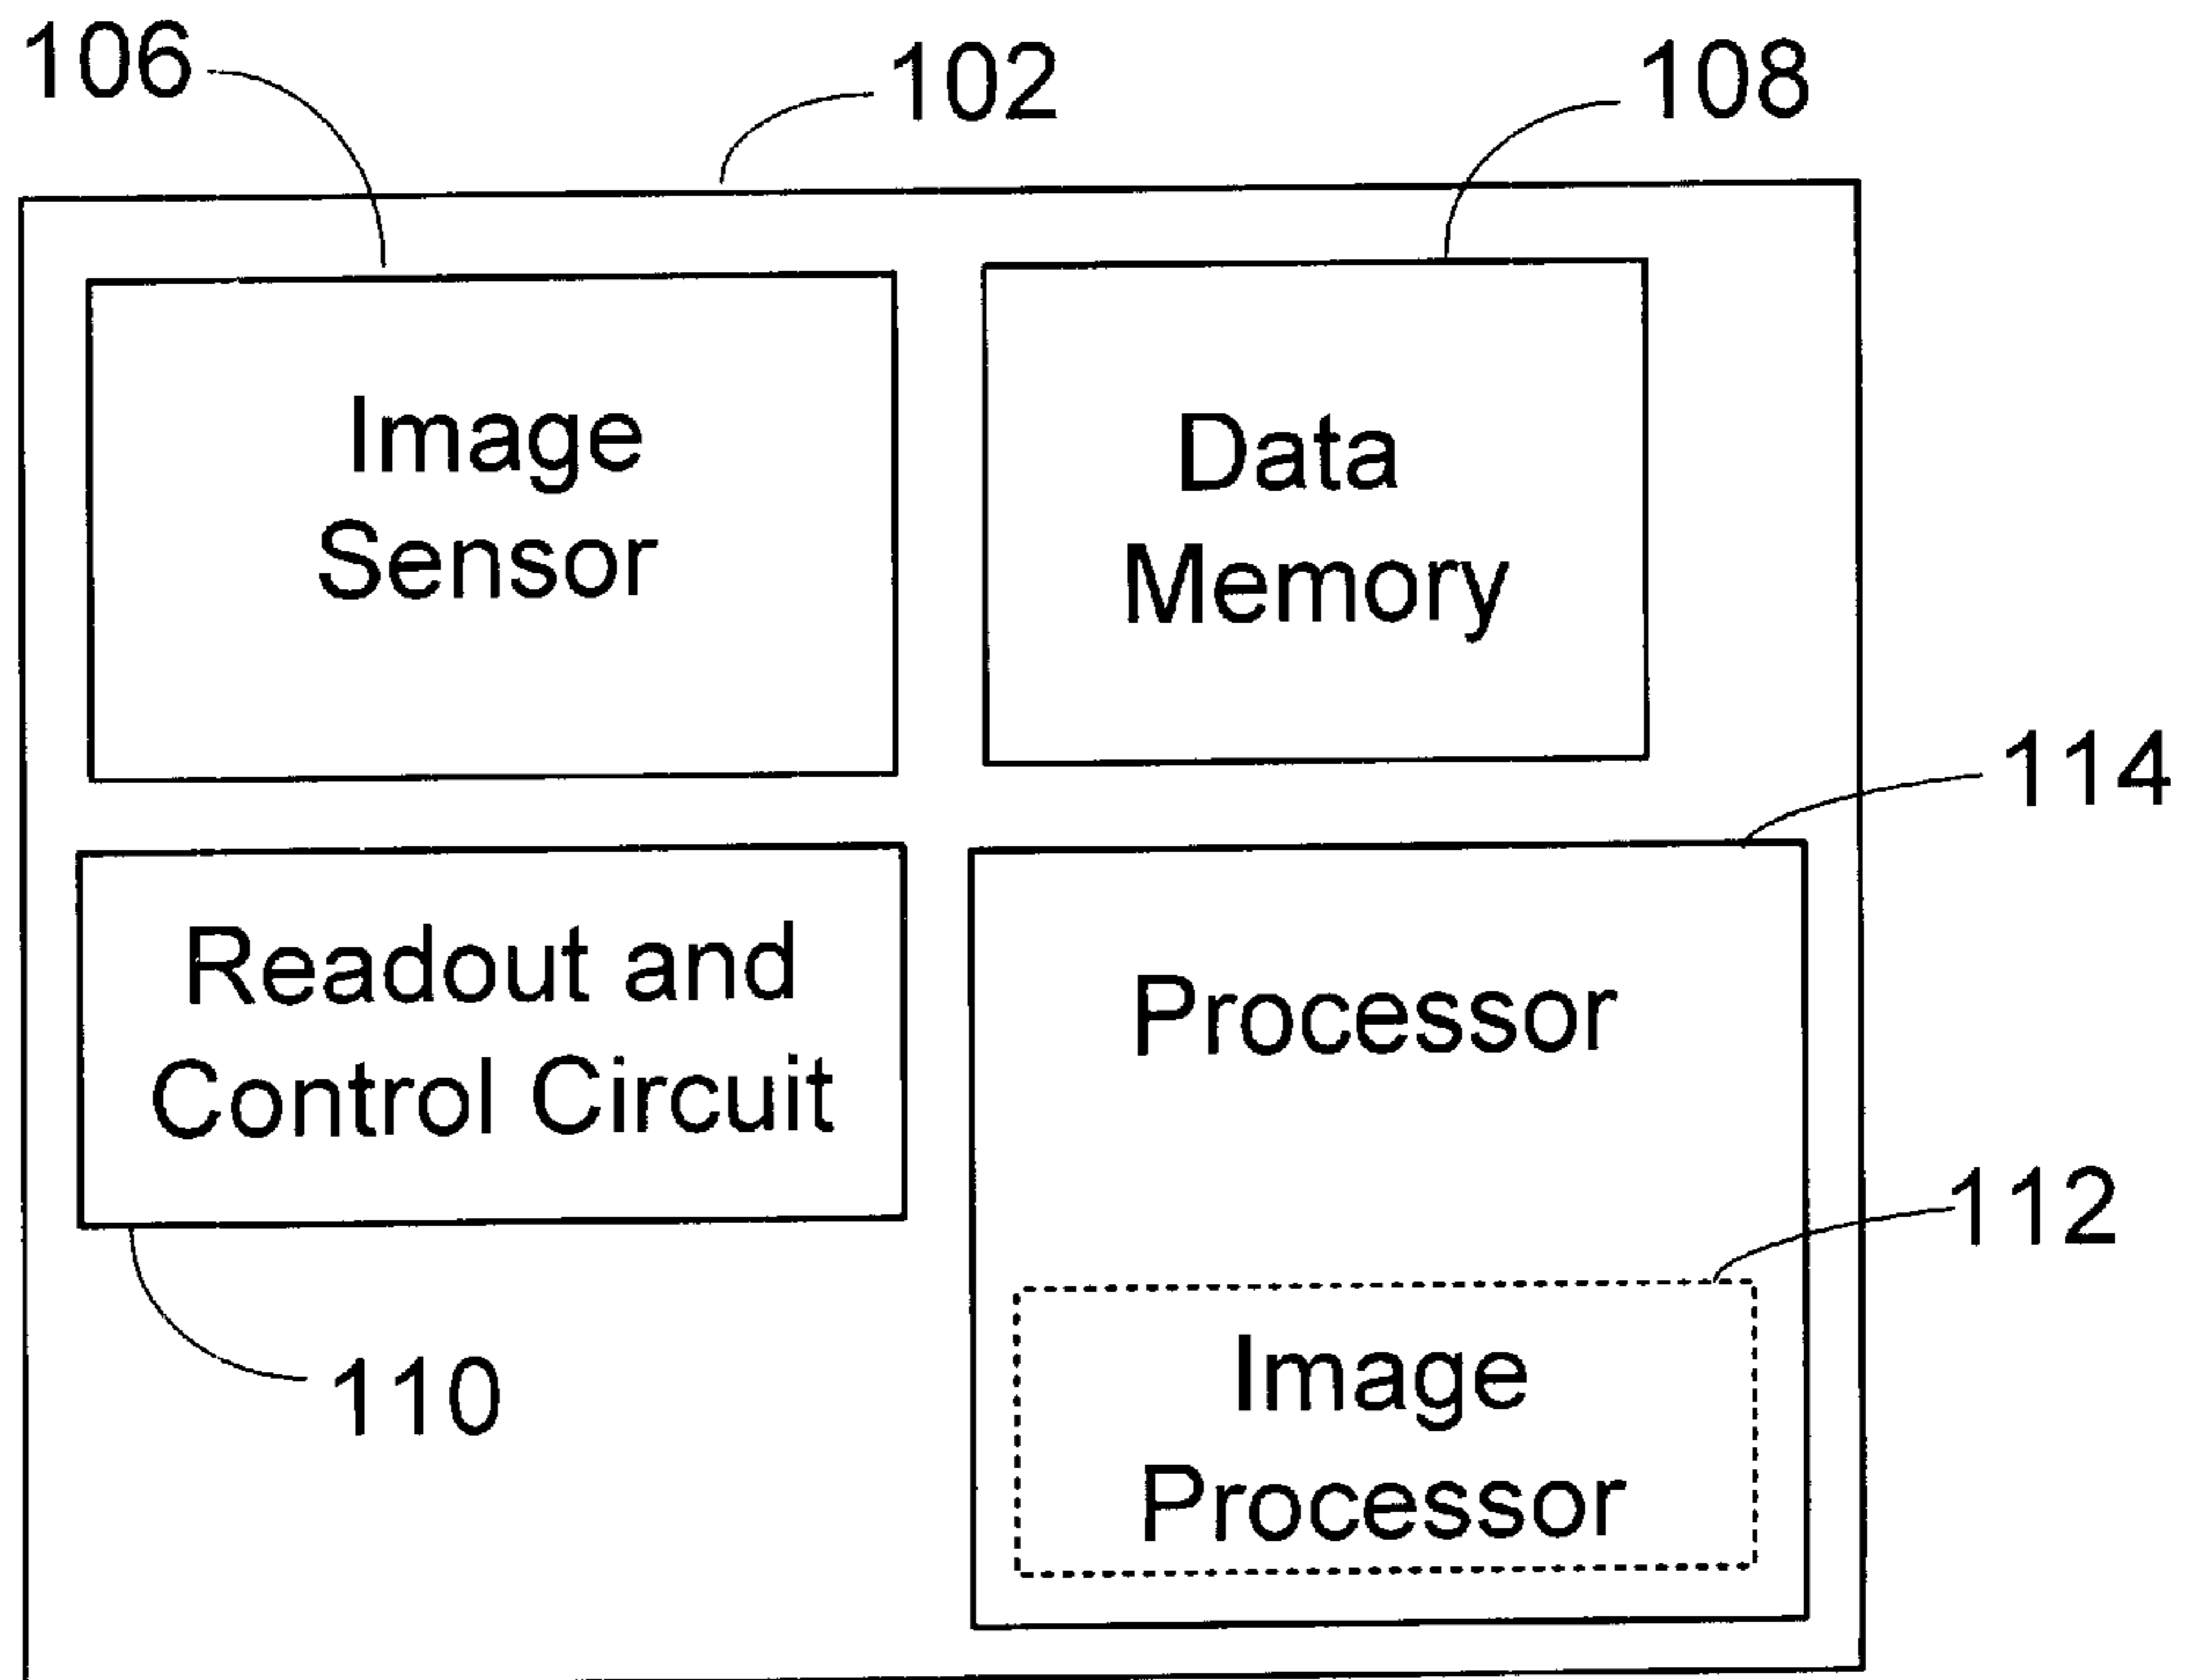 106
102
108
Image
Sensor
Data
Memory
114
Readout and
Control Circuit
Processor
112
110
Image
Processor